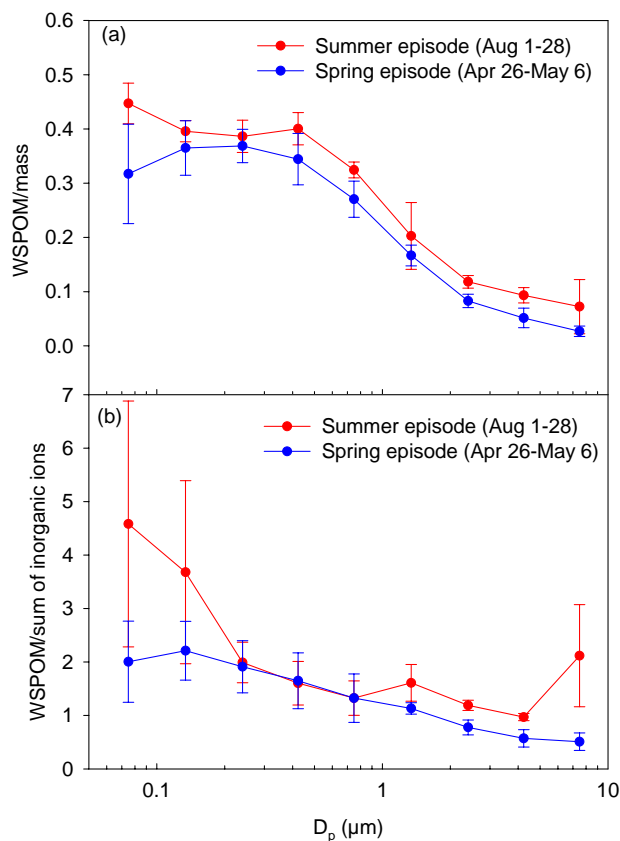 0.6
(a)
Summer episode (Aug 1-28)
Spring episode (Apr 26-May 6)
0.5
0.4
0.3
0.2
0.1
0.0
WSPOM/mass
7
(b)
Summer episode (Aug 1-28)
Spring episode (Apr 26-May 6)
6
5
4
3
2
1
0
WSPOM/sum of inorganic ions
0.1 1 10
Dp (µm)